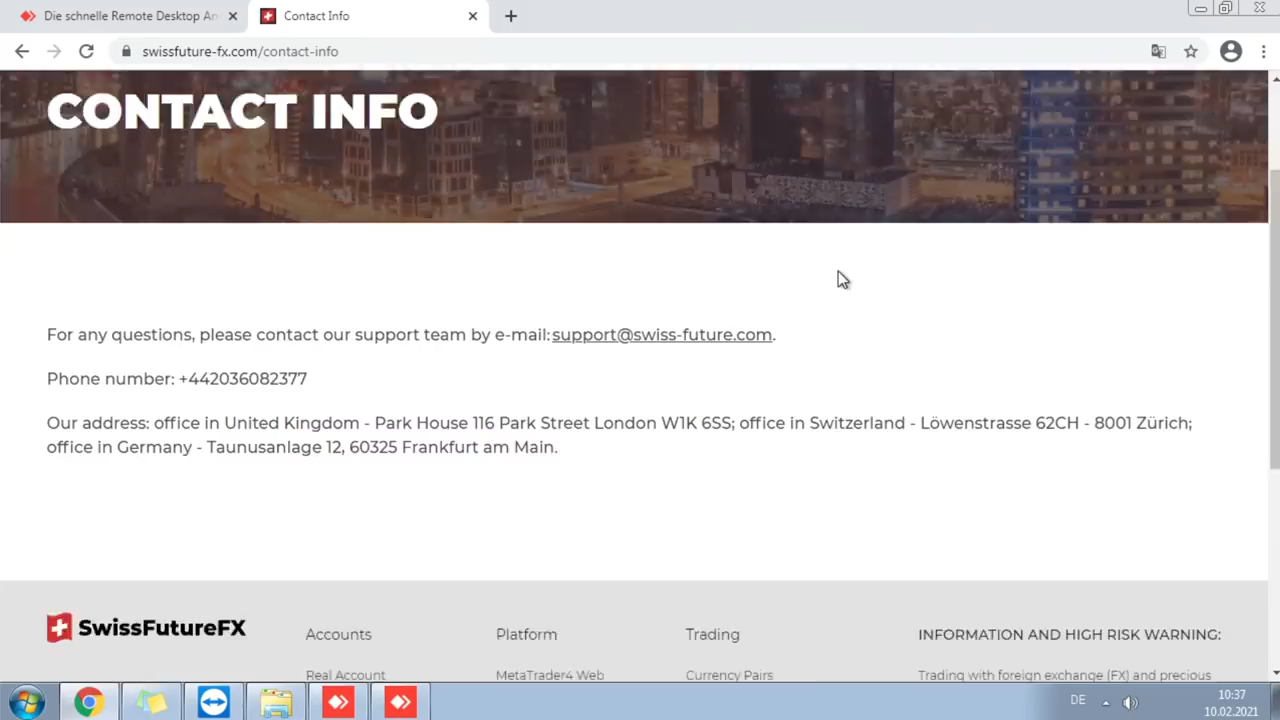 Die schnelle Remote Desktop An
Contact Info
swissfuture-fx.com/contact-info
CONTACT INFO
For any questions, please contact our support team by e-mail: support@swiss-future.com.
Phone number: +442036082377
Our address: office in United Kingdom - Park House 116 Park Street London W1K 6SS; office in Switzerland - Löwenstrasse 62CH - 8001 Zürich;
office in Germany - Taunusanlage 12, 60325 Frankfurt am Main.
SwissFutureFX
Accounts
Platform
Trading
INFORMATION AND HIGH RISK WARNING:
Real Account
MetaTrader4 Web
Currency Pairs
Trading with foreign exchange (FX) and precious
DE
10:37
10.02.2021